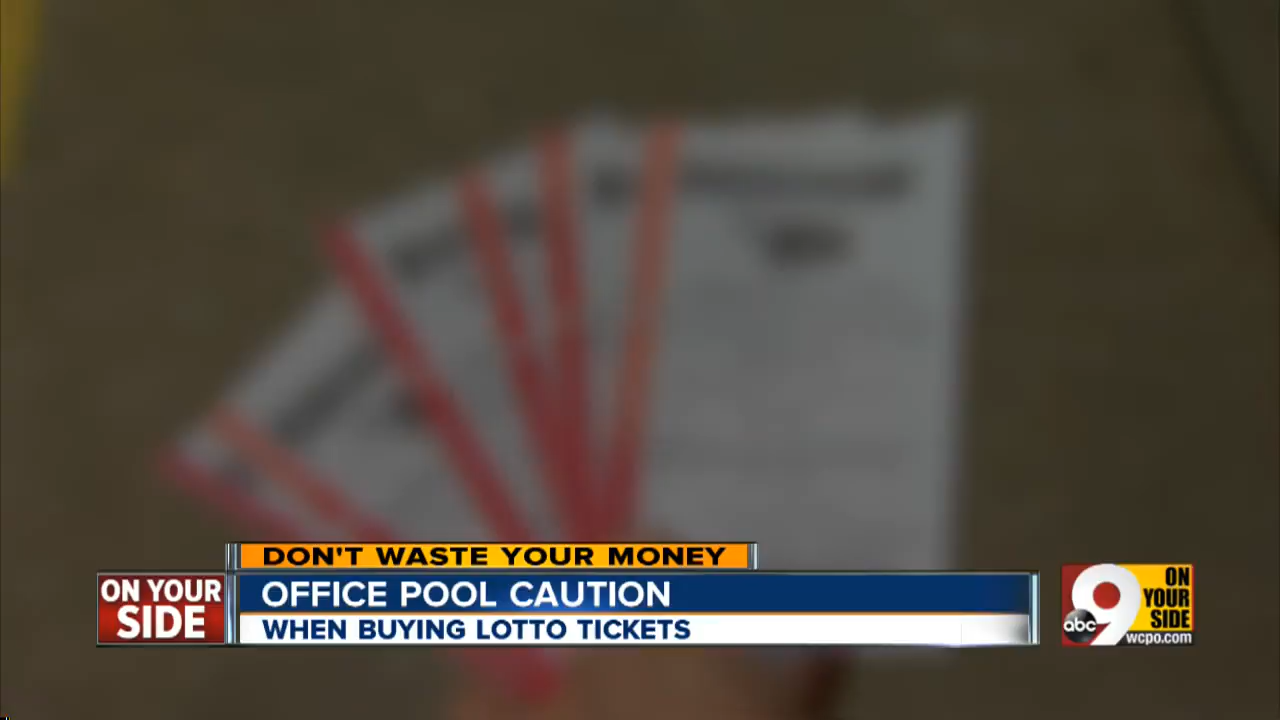 DON'T WASTE YOUR MONEY
ON YOUR
SIDE
OFFICE POOL CAUTION
WHEN BUYING LOTTO TICKETS
abc
9
ON
YOUR
SIDE
wcpo.com